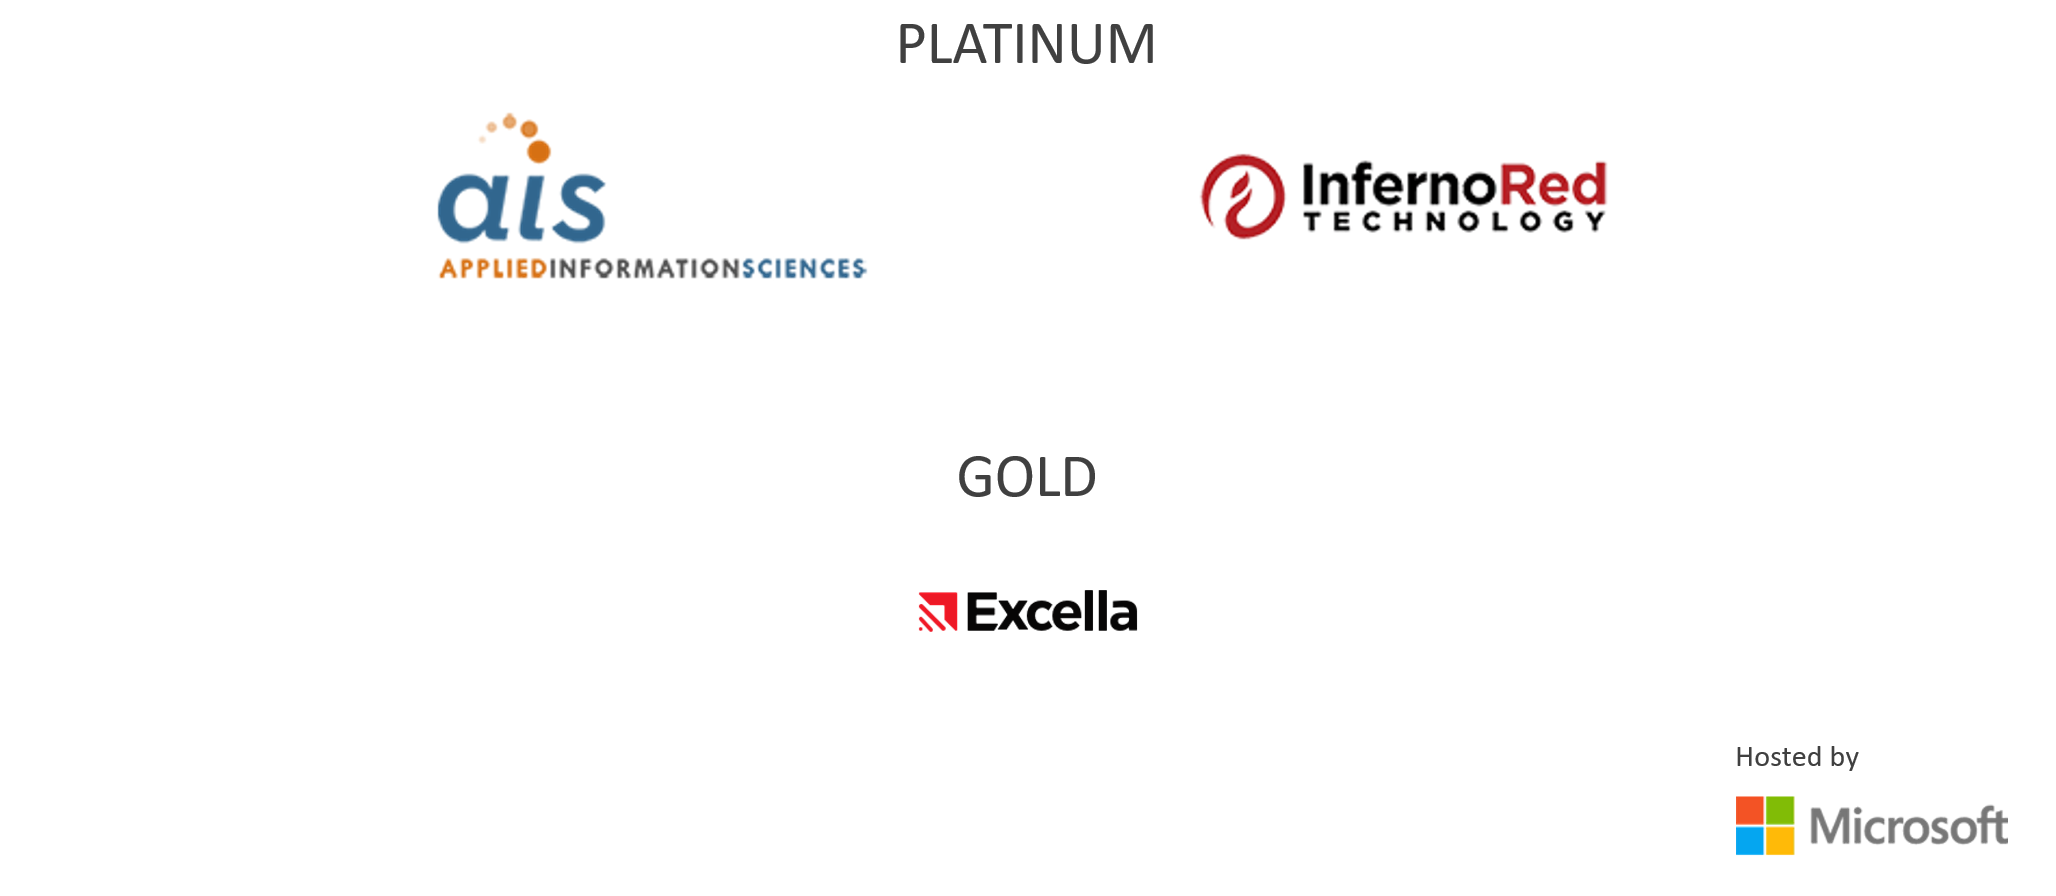 PLATINUM
ais
APPLIEDINFORMATIONSCIENCES
InfernoRed
TECHNOLOGY
GOLD
Excella
Hosted by
Microsoft